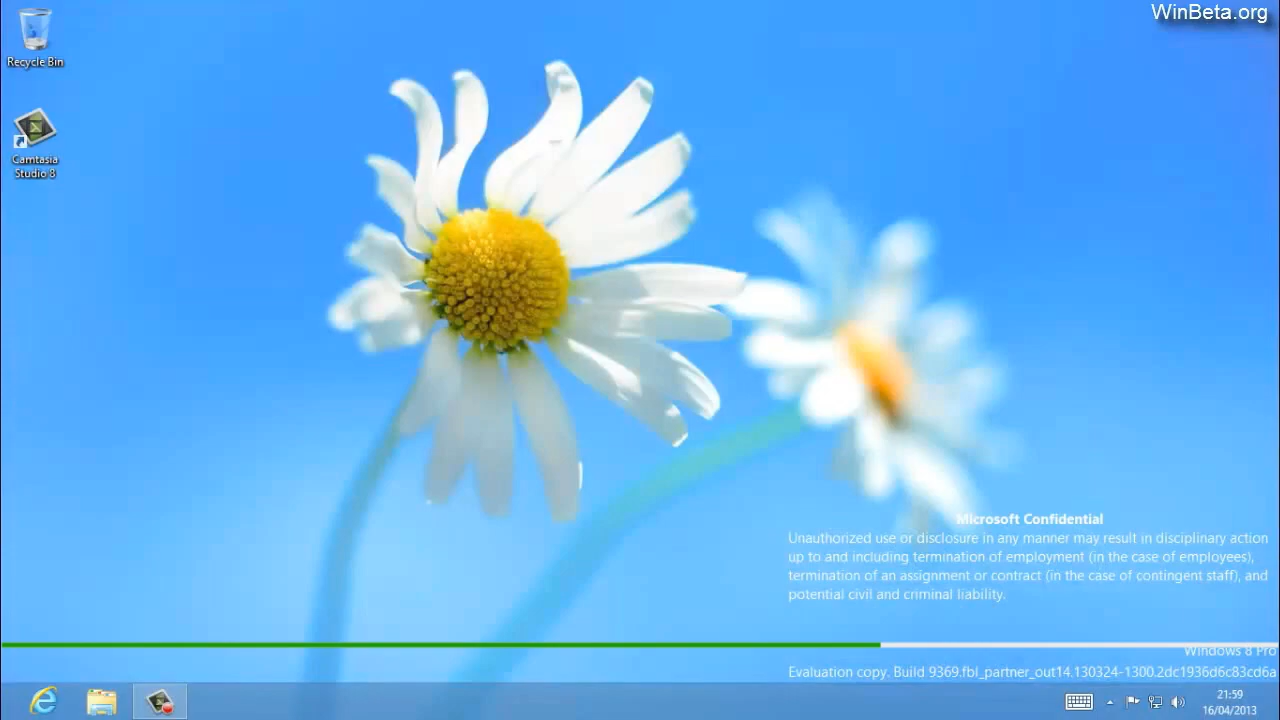 WinBeta.org
Recycle Bin
Camtasia
Studio 8
Microsoft Confidential
Unauthorized use or disclosure in any manner may result in disciplinary action
up to and including termination of employment (in the case of employees),
termination of an assignment or contract (in the case of contingent staff), and
potential civil and criminal liability.
Windows 8 Pro
Evaluation copy. Build 9369.fbl_partner_out14.130324-1300.2dc1936d6c83cd6a
21:59
16/04/2013